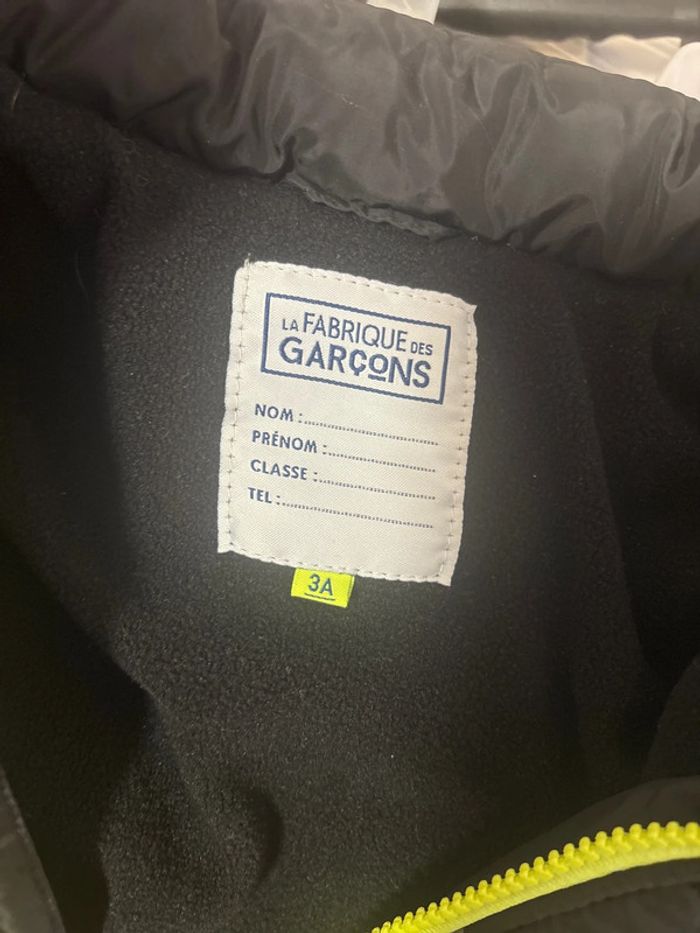 LA FABRIQUE DES
GARÇONS
NOM :
PRÉNOM :
CLASSE :
TEL :
3A